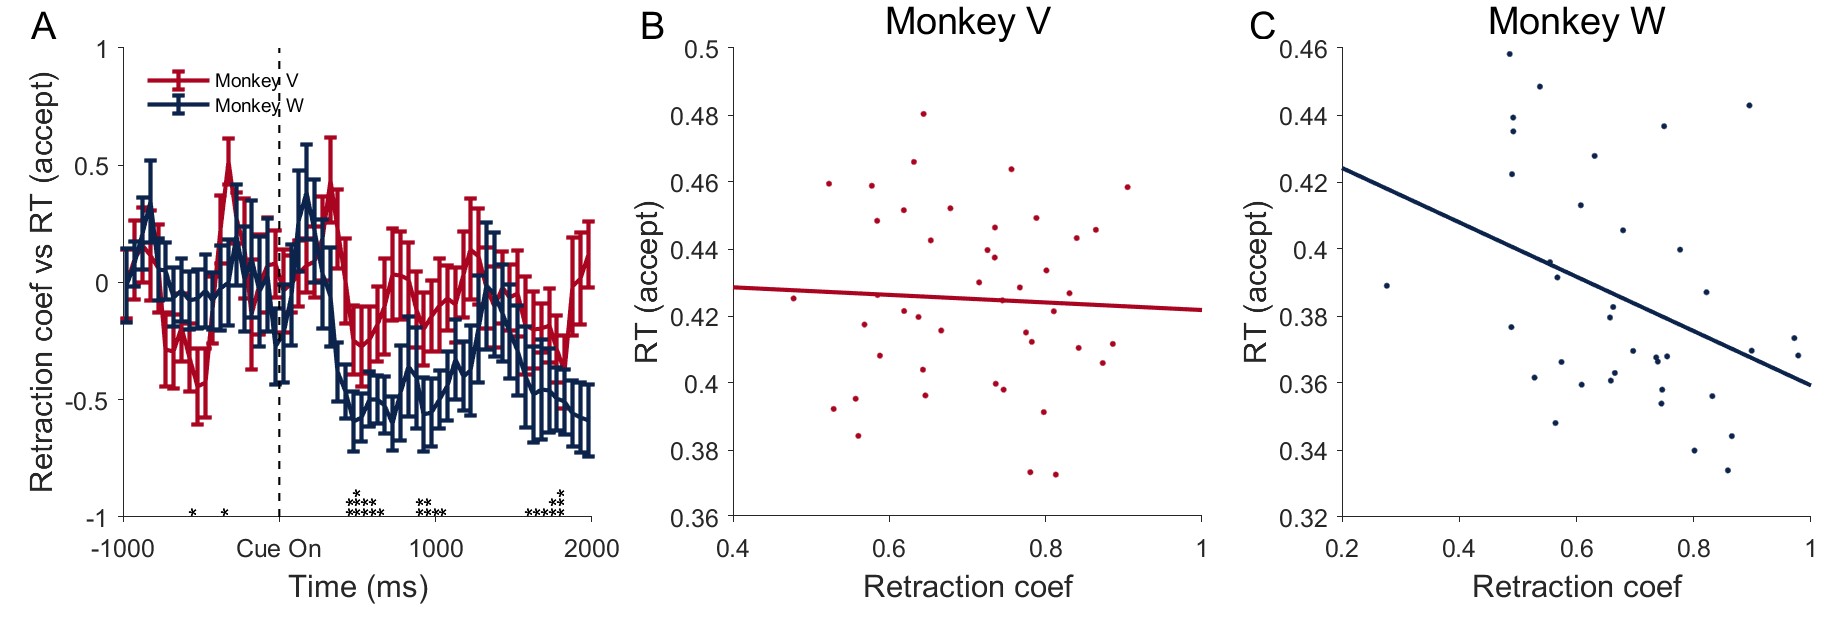 A
Retraction coef vs RT (accept)
1
0.5
0
-0.5
-1
Monkey V
Monkey W
-1000
Cue On
1000
2000
Time (ms)
B
Monkey V
RT (accept)
0.5
0.48
0.46
0.44
0.42
0.4
0.38
0.36
0.4
0.6
0.8
1
Retraction coef
C
Monkey W
RT (accept)
0.46
0.44
0.42
0.4
0.38
0.36
0.34
0.32
0.2
0.4
0.6
0.8
1
Retraction coef